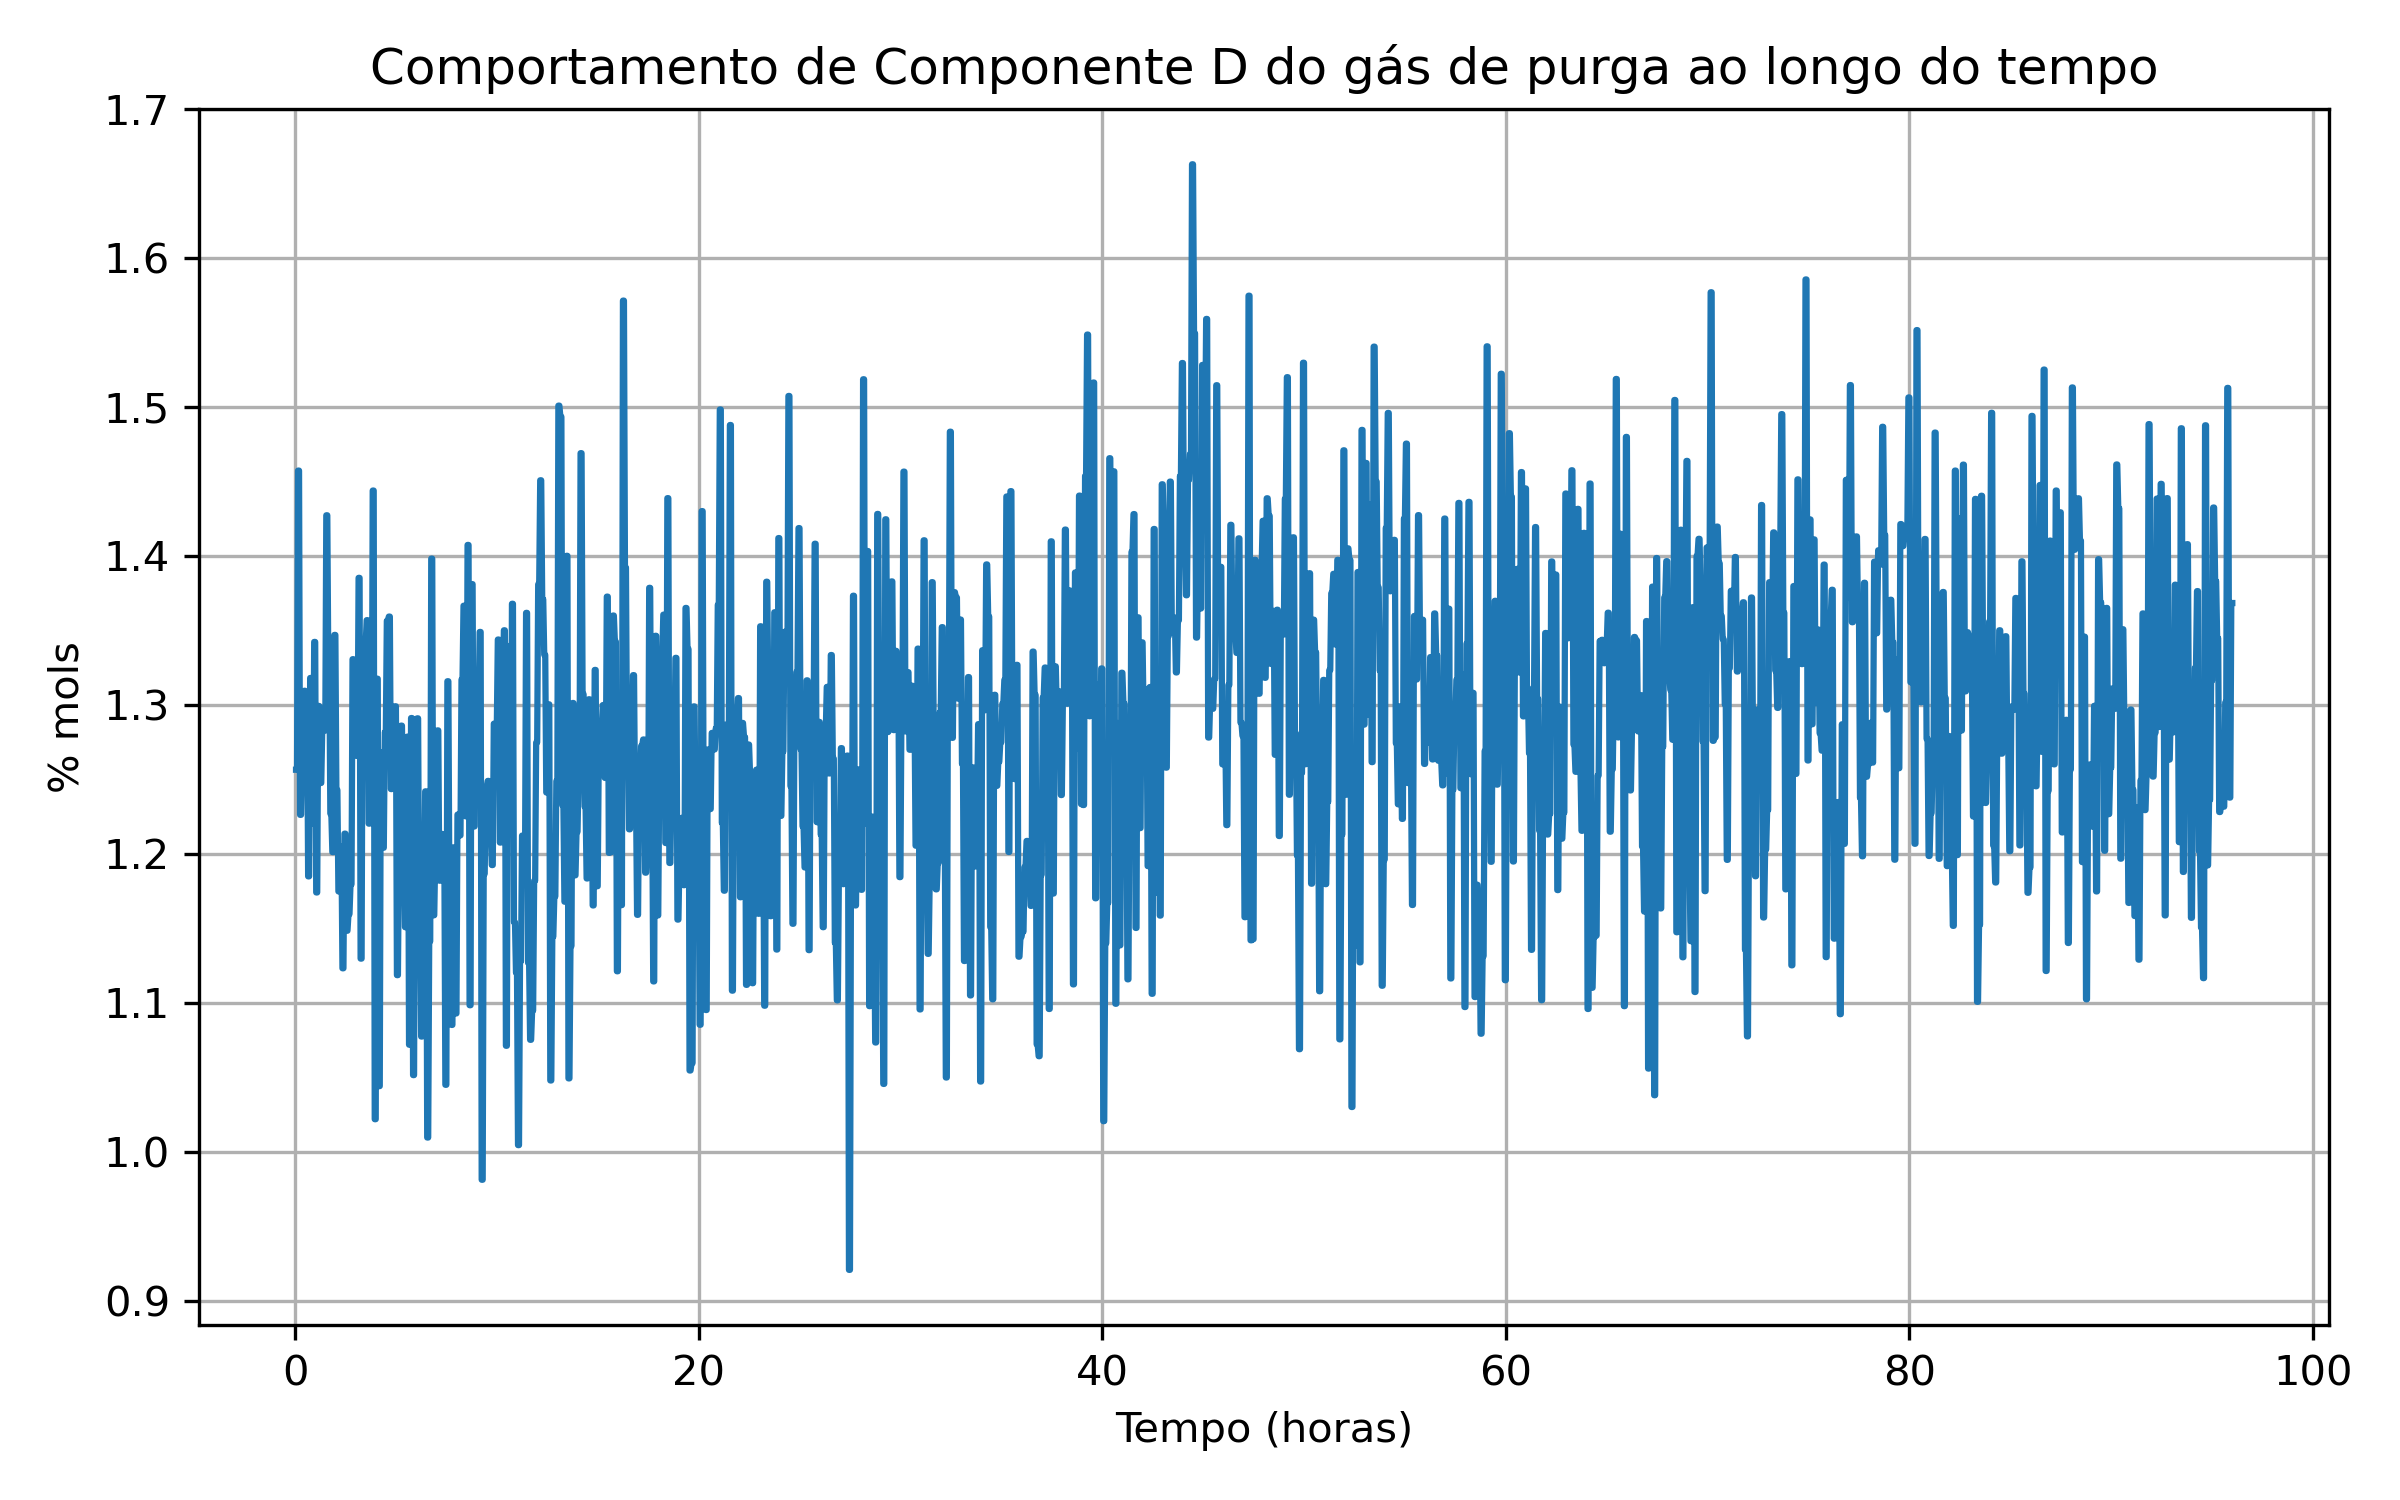 Comportamento de Componente D do gás de purga ao longo do tempo
1.7
1.6
1.5
1.4
1.3
1.2
1.1
1.0
0.9
% mols
0 20 40 60 80 100
Tempo (horas)